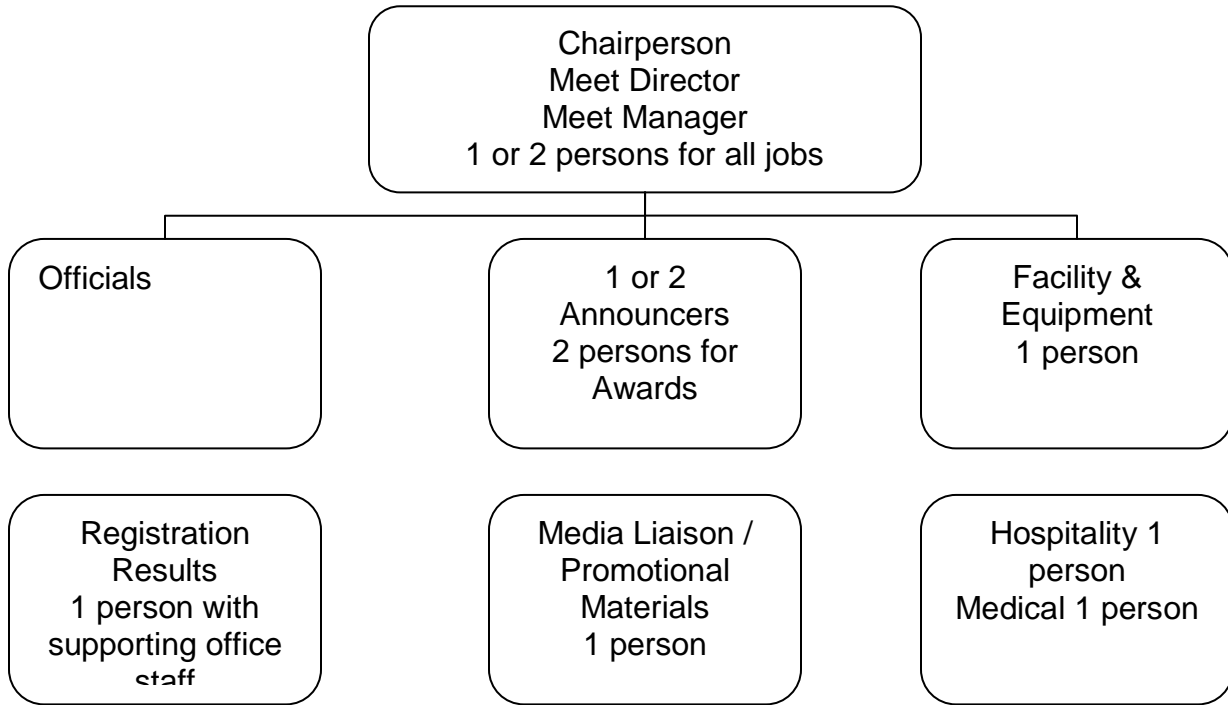 Chairperson
Meet Director
Meet Manager
1 or 2 persons for all jobs
Officials
1 or 2
Announcers
2 persons for
Awards
Facility &
Equipment
1 person
Registration
Results
1 person with
supporting office
staff
Media Liaison /
Promotional
Materials
1 person
Hospitality 1
person
Medical 1 person